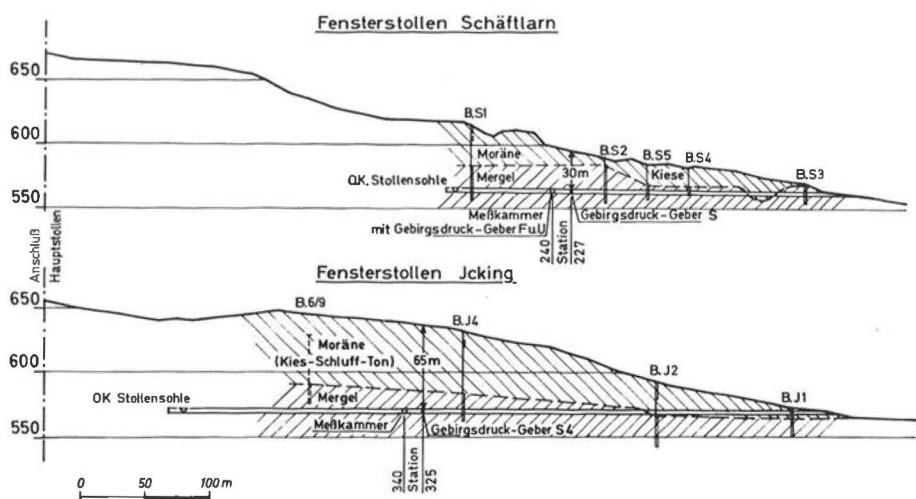 Fensterstollen Schäftlarn
650
600
550
B.S1
B.S2
B.S5
B.S4
B.S3
Moräne
Mergel
30m
Kiese
O.K. Stollensohle
Meßkammer
mit Gebirgsdruck-Geber F.u.U
Gebirgsdruck-Geber S
240
Station
227
Anschluß
Hauptstollen
Fensterstollen Jcking
650
600
550
B.6/9
B.J4
B.J2
B.J1
Moräne
(Kies-Schluff-Ton)
65m
Mergel
OK Stollensohle
Meßkammer
Gebirgsdruck-Geber S4
340
Station
325
0 50 100 m